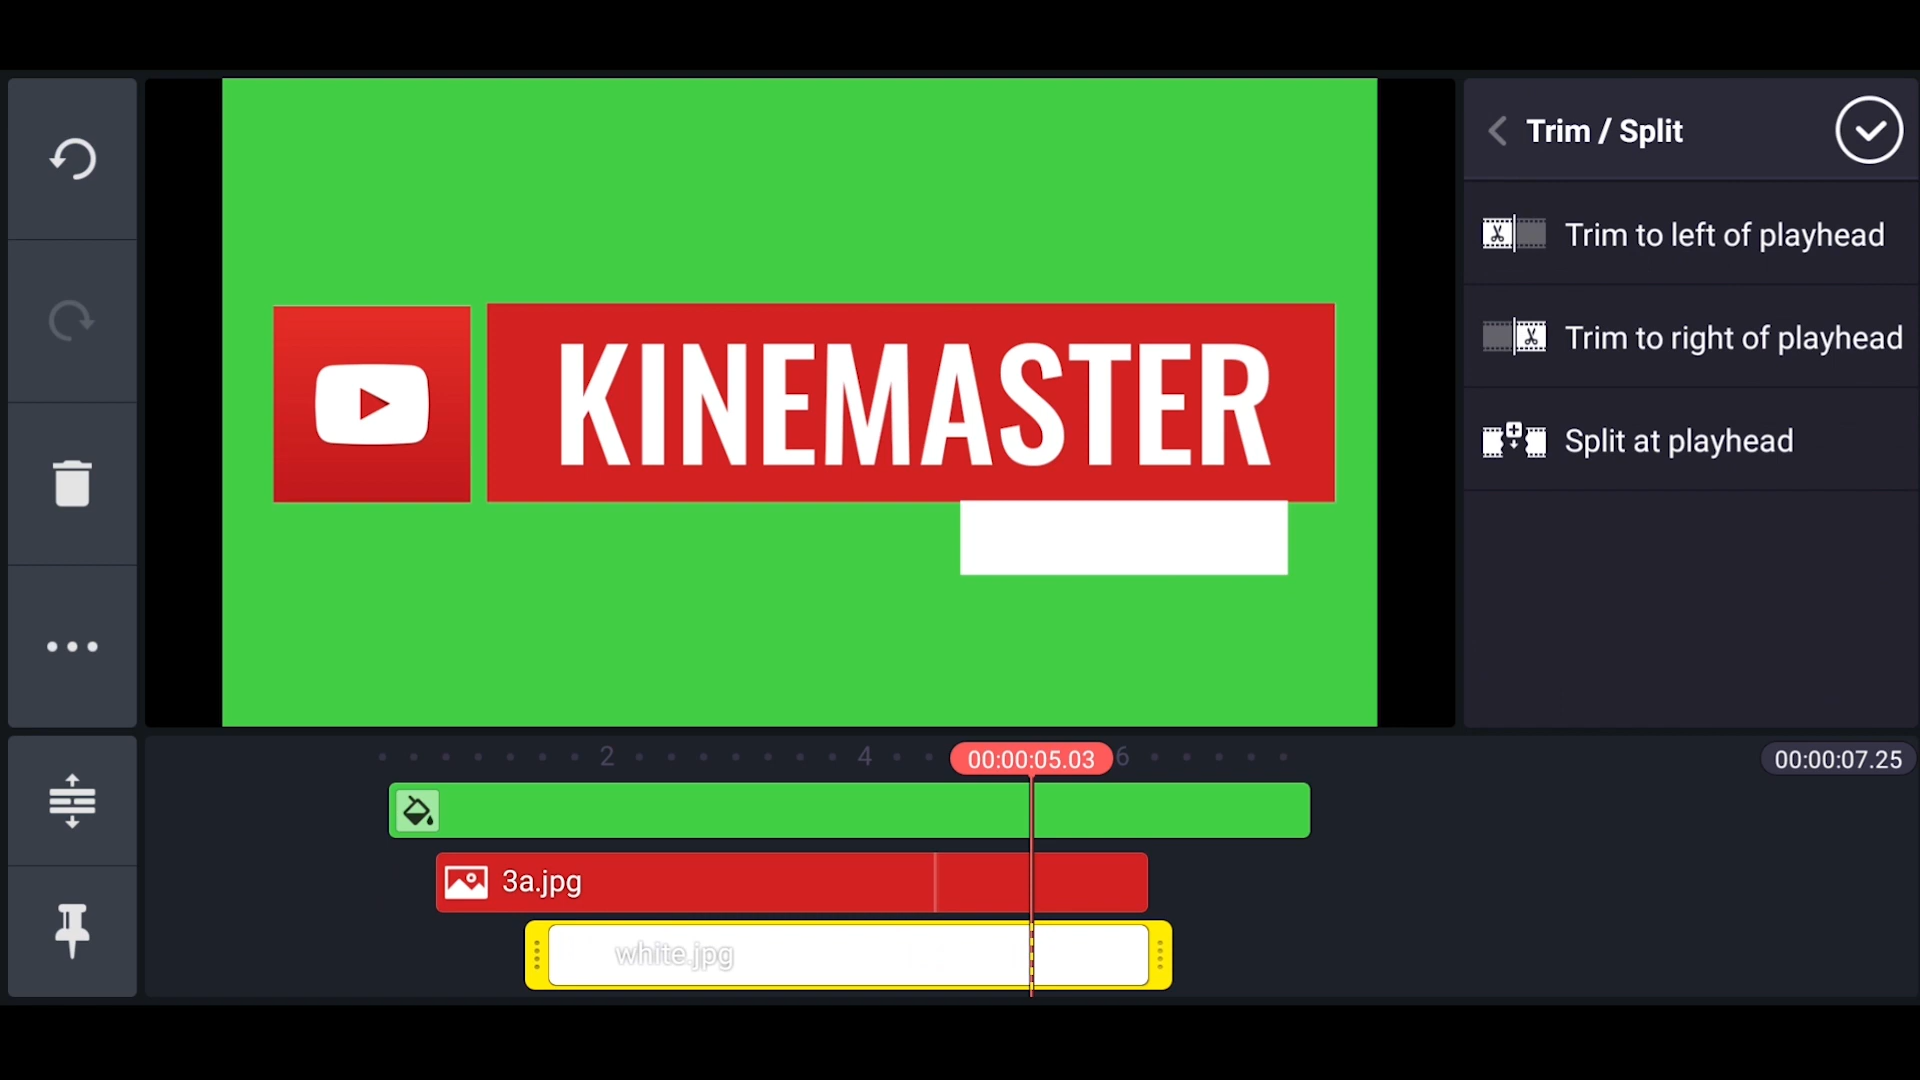 Trim / Split
Trim to left of playhead
Trim to right of playhead
Split at playhead
KINEMASTER
2
4
00:00:05.03
6
00:00:07.25
3a.jpg
white.jpg